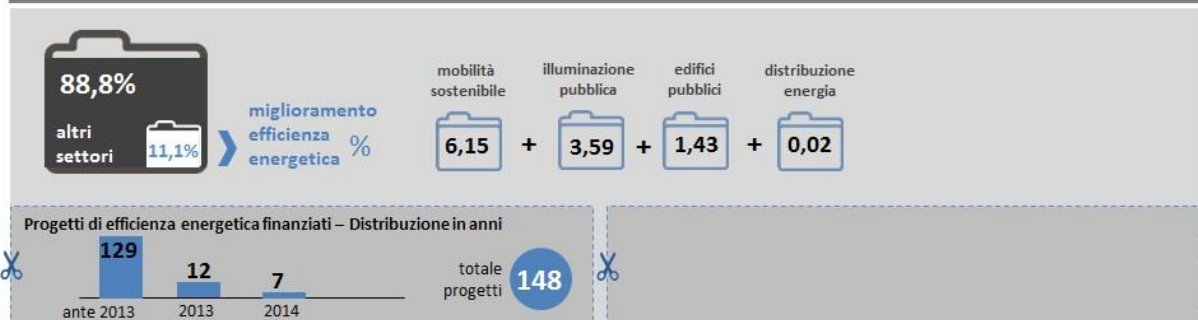 88,8%
altri
settori
11,1%
miglioramento
efficienza
energetica %
mobilità
sostenibile
6,15
+
illuminazione
pubblica
3,59
+
edifici
pubblici
1,43
+
distribuzione
energia
0,02
Progetti di efficienza energetica finanziati – Distribuzione in anni
129
12
7
ante 2013
2013
2014
totale
progetti
148